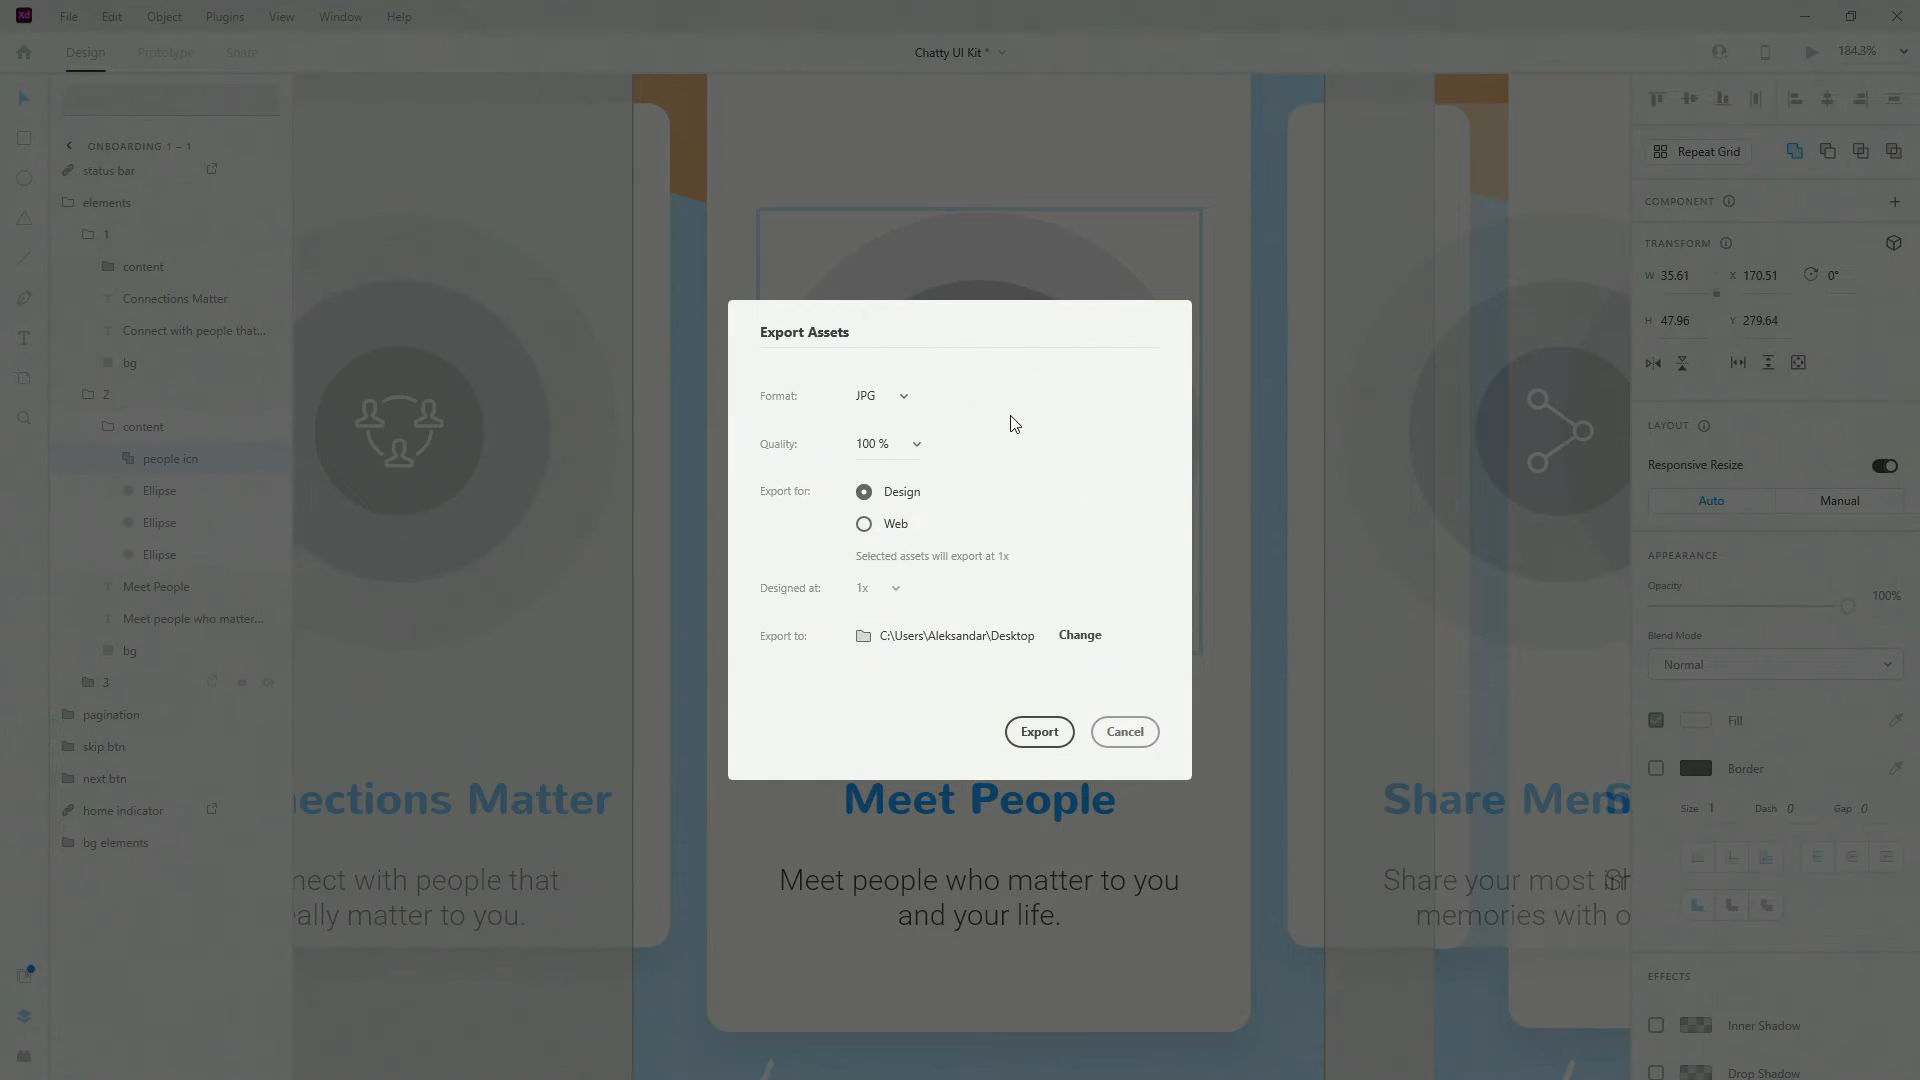 Xd File Edit Object Plugins View Window Help
Design Prototype Share
Chatty UI Kit *
184.3%
ONBOARDING 1 – 1
status bar
elements
1
content
Connections Matter
Connect with people that...
bg
2
content
people icn
Ellipse
Ellipse
Ellipse
Meet People
Meet people who matter...
bg
3
pagination
skip btn
next btn
home indicator
bg elements
ections Matter
nect with people that
eally matter to you.
Export Assets
Format: JPG
Quality: 100 %
Export for: Design
Web
Selected assets will export at 1x
Designed at: 1x
Export to: C:\Users\Aleksandar\Desktop Change
Export Cancel
Meet People
Meet people who matter to you
and your life.
Share Mem
Share your most
memories with o
Repeat Grid
COMPONENT
TRANSFORM
W 35.61 X 170.51 0°
H 47.96 Y 279.64
LAYOUT
Responsive Resize
Auto Manual
APPEARANCE
Opacity
100%
Blend Mode
Normal
Fill
Border
Size 1 Dash 0 Gap 0
EFFECTS
Inner Shadow
Drop Shadow